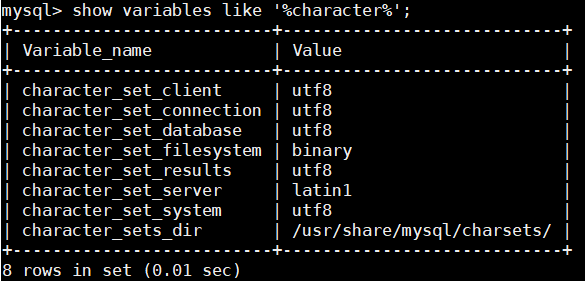 mysql> show variables like '%character%';
+--------------------------+----------------------------+
| Variable_name            | Value                      |
+--------------------------+----------------------------+
| character_set_client     | utf8                       |
| character_set_connection | utf8                       |
| character_set_database   | utf8                       |
| character_set_filesystem | binary                     |
| character_set_results    | utf8                       |
| character_set_server     | latin1                     |
| character_set_system     | utf8                       |
| character_sets_dir       | /usr/share/mysql/charsets/ |
+--------------------------+----------------------------+
8 rows in set (0.01 sec)